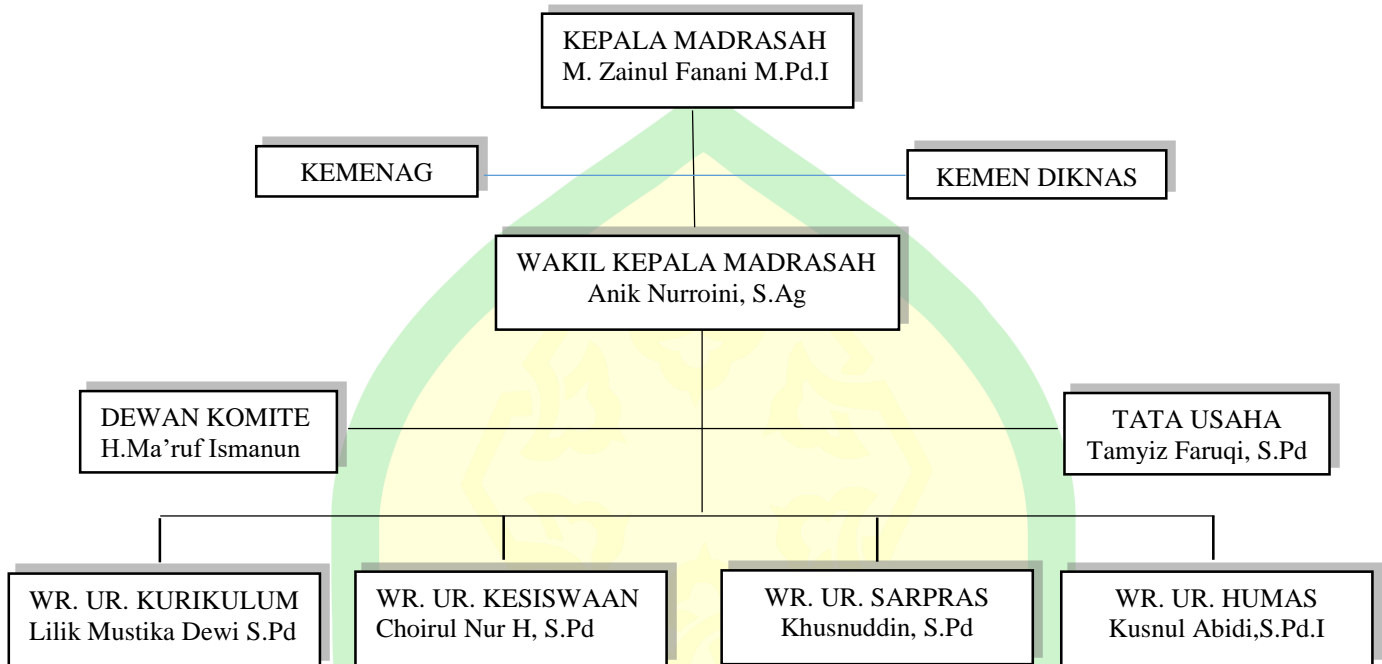 KEPALA MADRASAH
M. Zainul Fanani M.Pd.I
KEMENAG
KEMEN DIKNAS
WAKIL KEPALA MADRASAH
Anik Nurroini, S.Ag
DEWAN KOMITE
H.Ma’ruf Ismanun
TATA USAHA
Tamyiz Faruqi, S.Pd
WR. UR. KURIKULUM
Lilik Mustika Dewi S.Pd
WR. UR. KESISWAAN
Choirul Nur H, S.Pd
WR. UR. SARPRAS
Khusnuddin, S.Pd
WR. UR. HUMAS
Kusnul Abidi,S.Pd.I